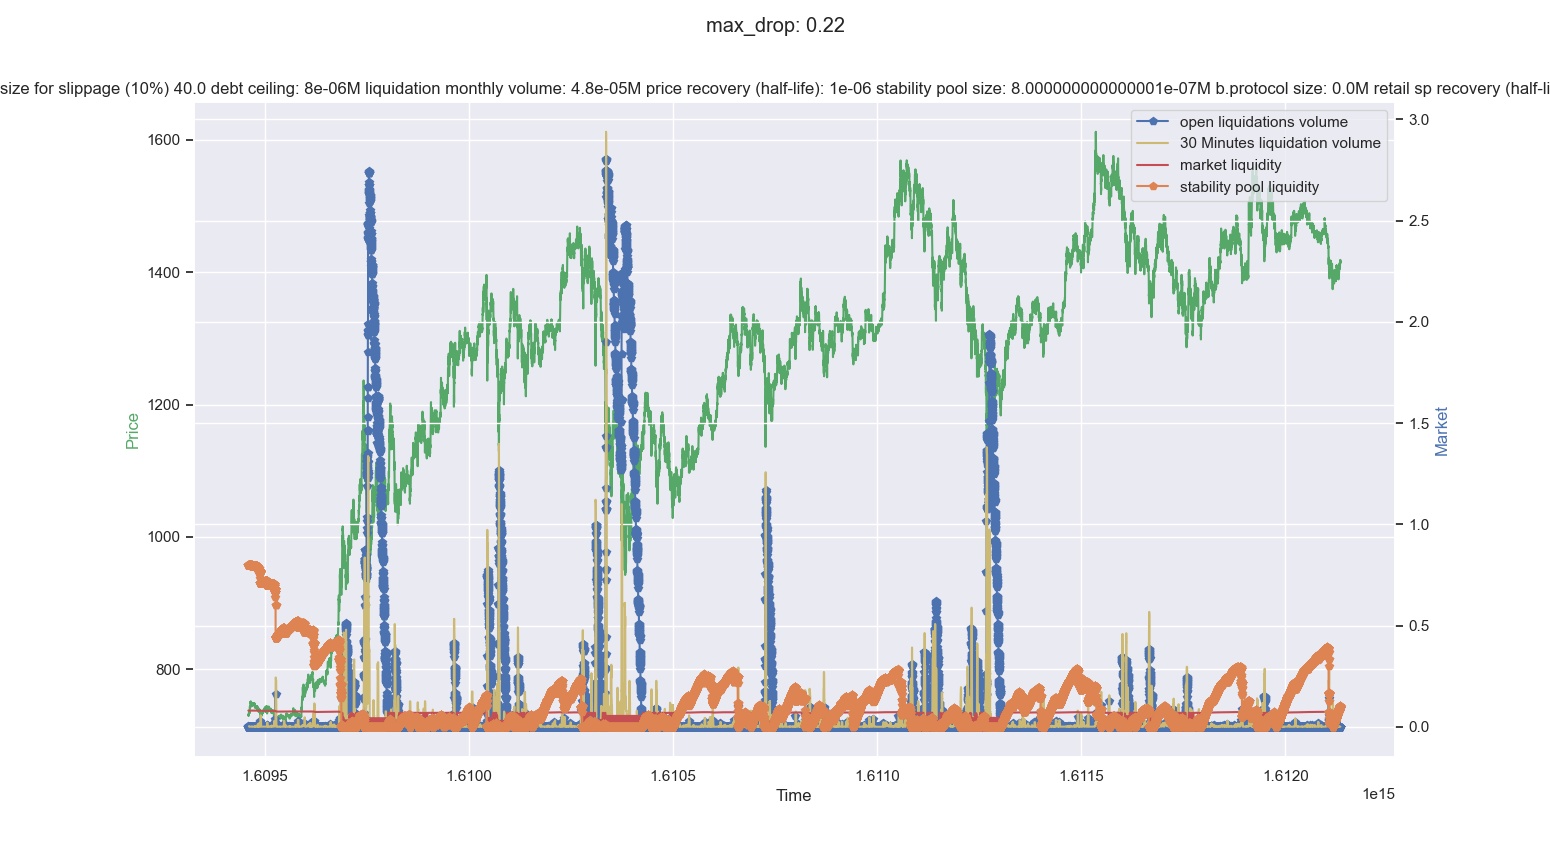 max_drop: 0.22
size for slippage (10%) 40.0 debt ceiling: 8e-06M liquidation monthly volume: 4.8e-05M price recovery (half-life): 1e-06 stability pool size: 8.000000000000001e-07M b.protocol size: 0.0M retail sp recovery (half-li
open liquidations volume
30 Minutes liquidation volume
market liquidity
stability pool liquidity
1600
1400
1200
1000
800
Price
3.0
2.5
2.0
1.5
1.0
0.5
0.0
Market
1.6095 1.6100 1.6105 1.6110 1.6115 1.6120
1e15
Time